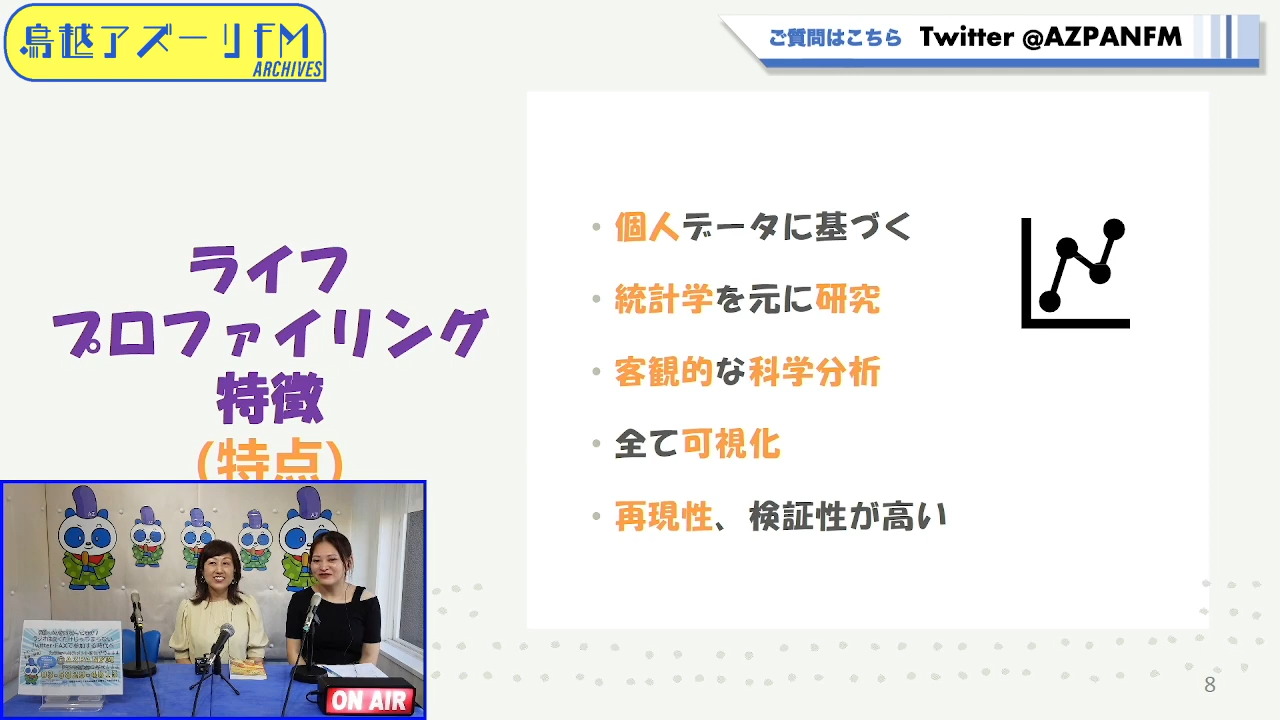 鳥越アズーリFM
ARCHIVES
ご質問はこちら Twitter @AZPANFM
ライフ
プロファイリング
特徴
(特点)
・個人データに基づく
・統計学を元に研究
・客観的な科学分析
・全て可視化
・再現性、検証性が高い
ON AIR
8